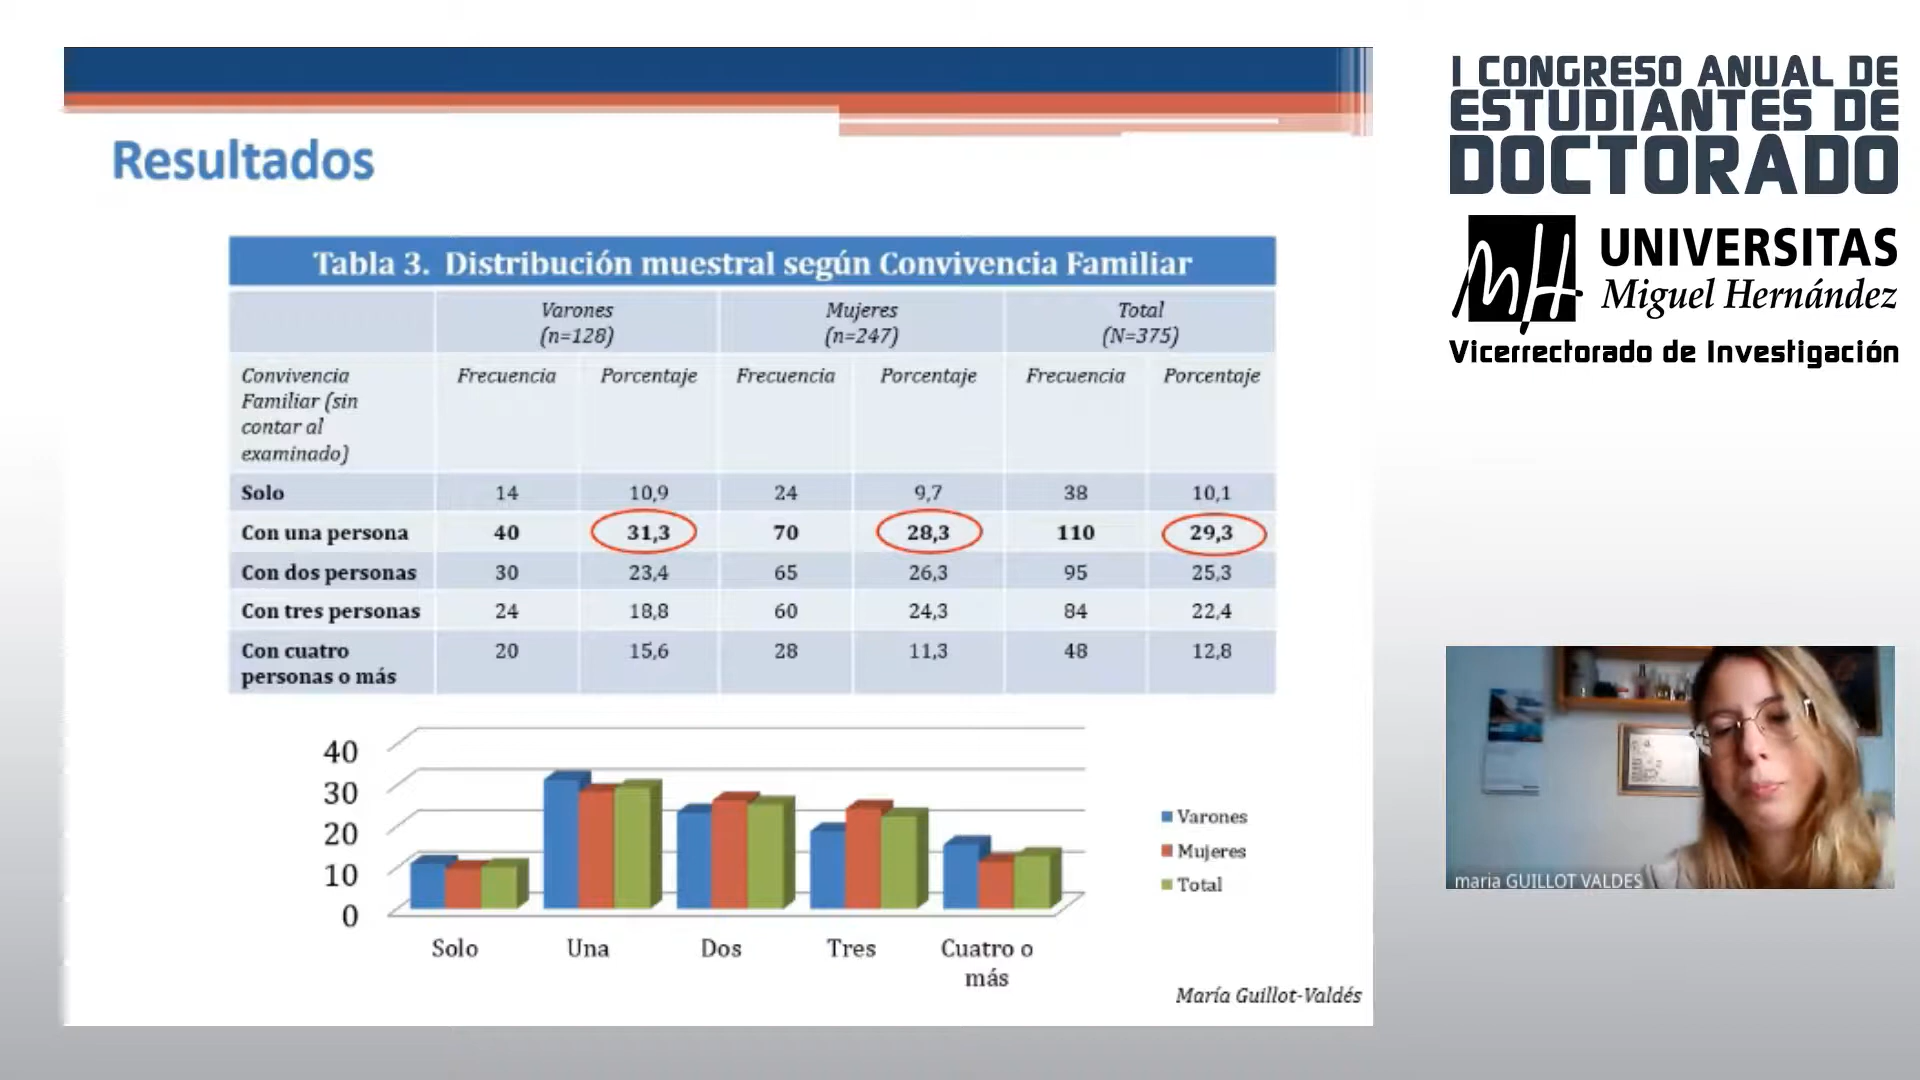 Resultados
Tabla 3. Distribución muestral según Convivencia Familiar
Varones
(n=128)
Mujeres
(n=247)
Total
(N=375)
Convivencia
Familiar (sin
contar al
examinado)
Frecuencia Porcentaje Frecuencia Porcentaje Frecuencia Porcentaje
Solo 14 10,9 24 9,7 38 10,1
Con una persona 40 31,3 70 28,3 110 29,3
Con dos personas 30 23,4 65 26,3 95 25,3
Con tres personas 24 18,8 60 24,3 84 22,4
Con cuatro
personas o más
20 15,6 28 11,3 48 12,8
40
30
20
10
0
Solo Una Dos Tres Cuatro o
más
Varones
Mujeres
Total
María Guillot-Valdés
I CONGRESO ANUAL DE
ESTUDIANTES DE
DOCTORADO
MH
UNIVERSITAS
Miguel Hernández
Vicerrectorado de Investigación
maria GUILLOT VALDES